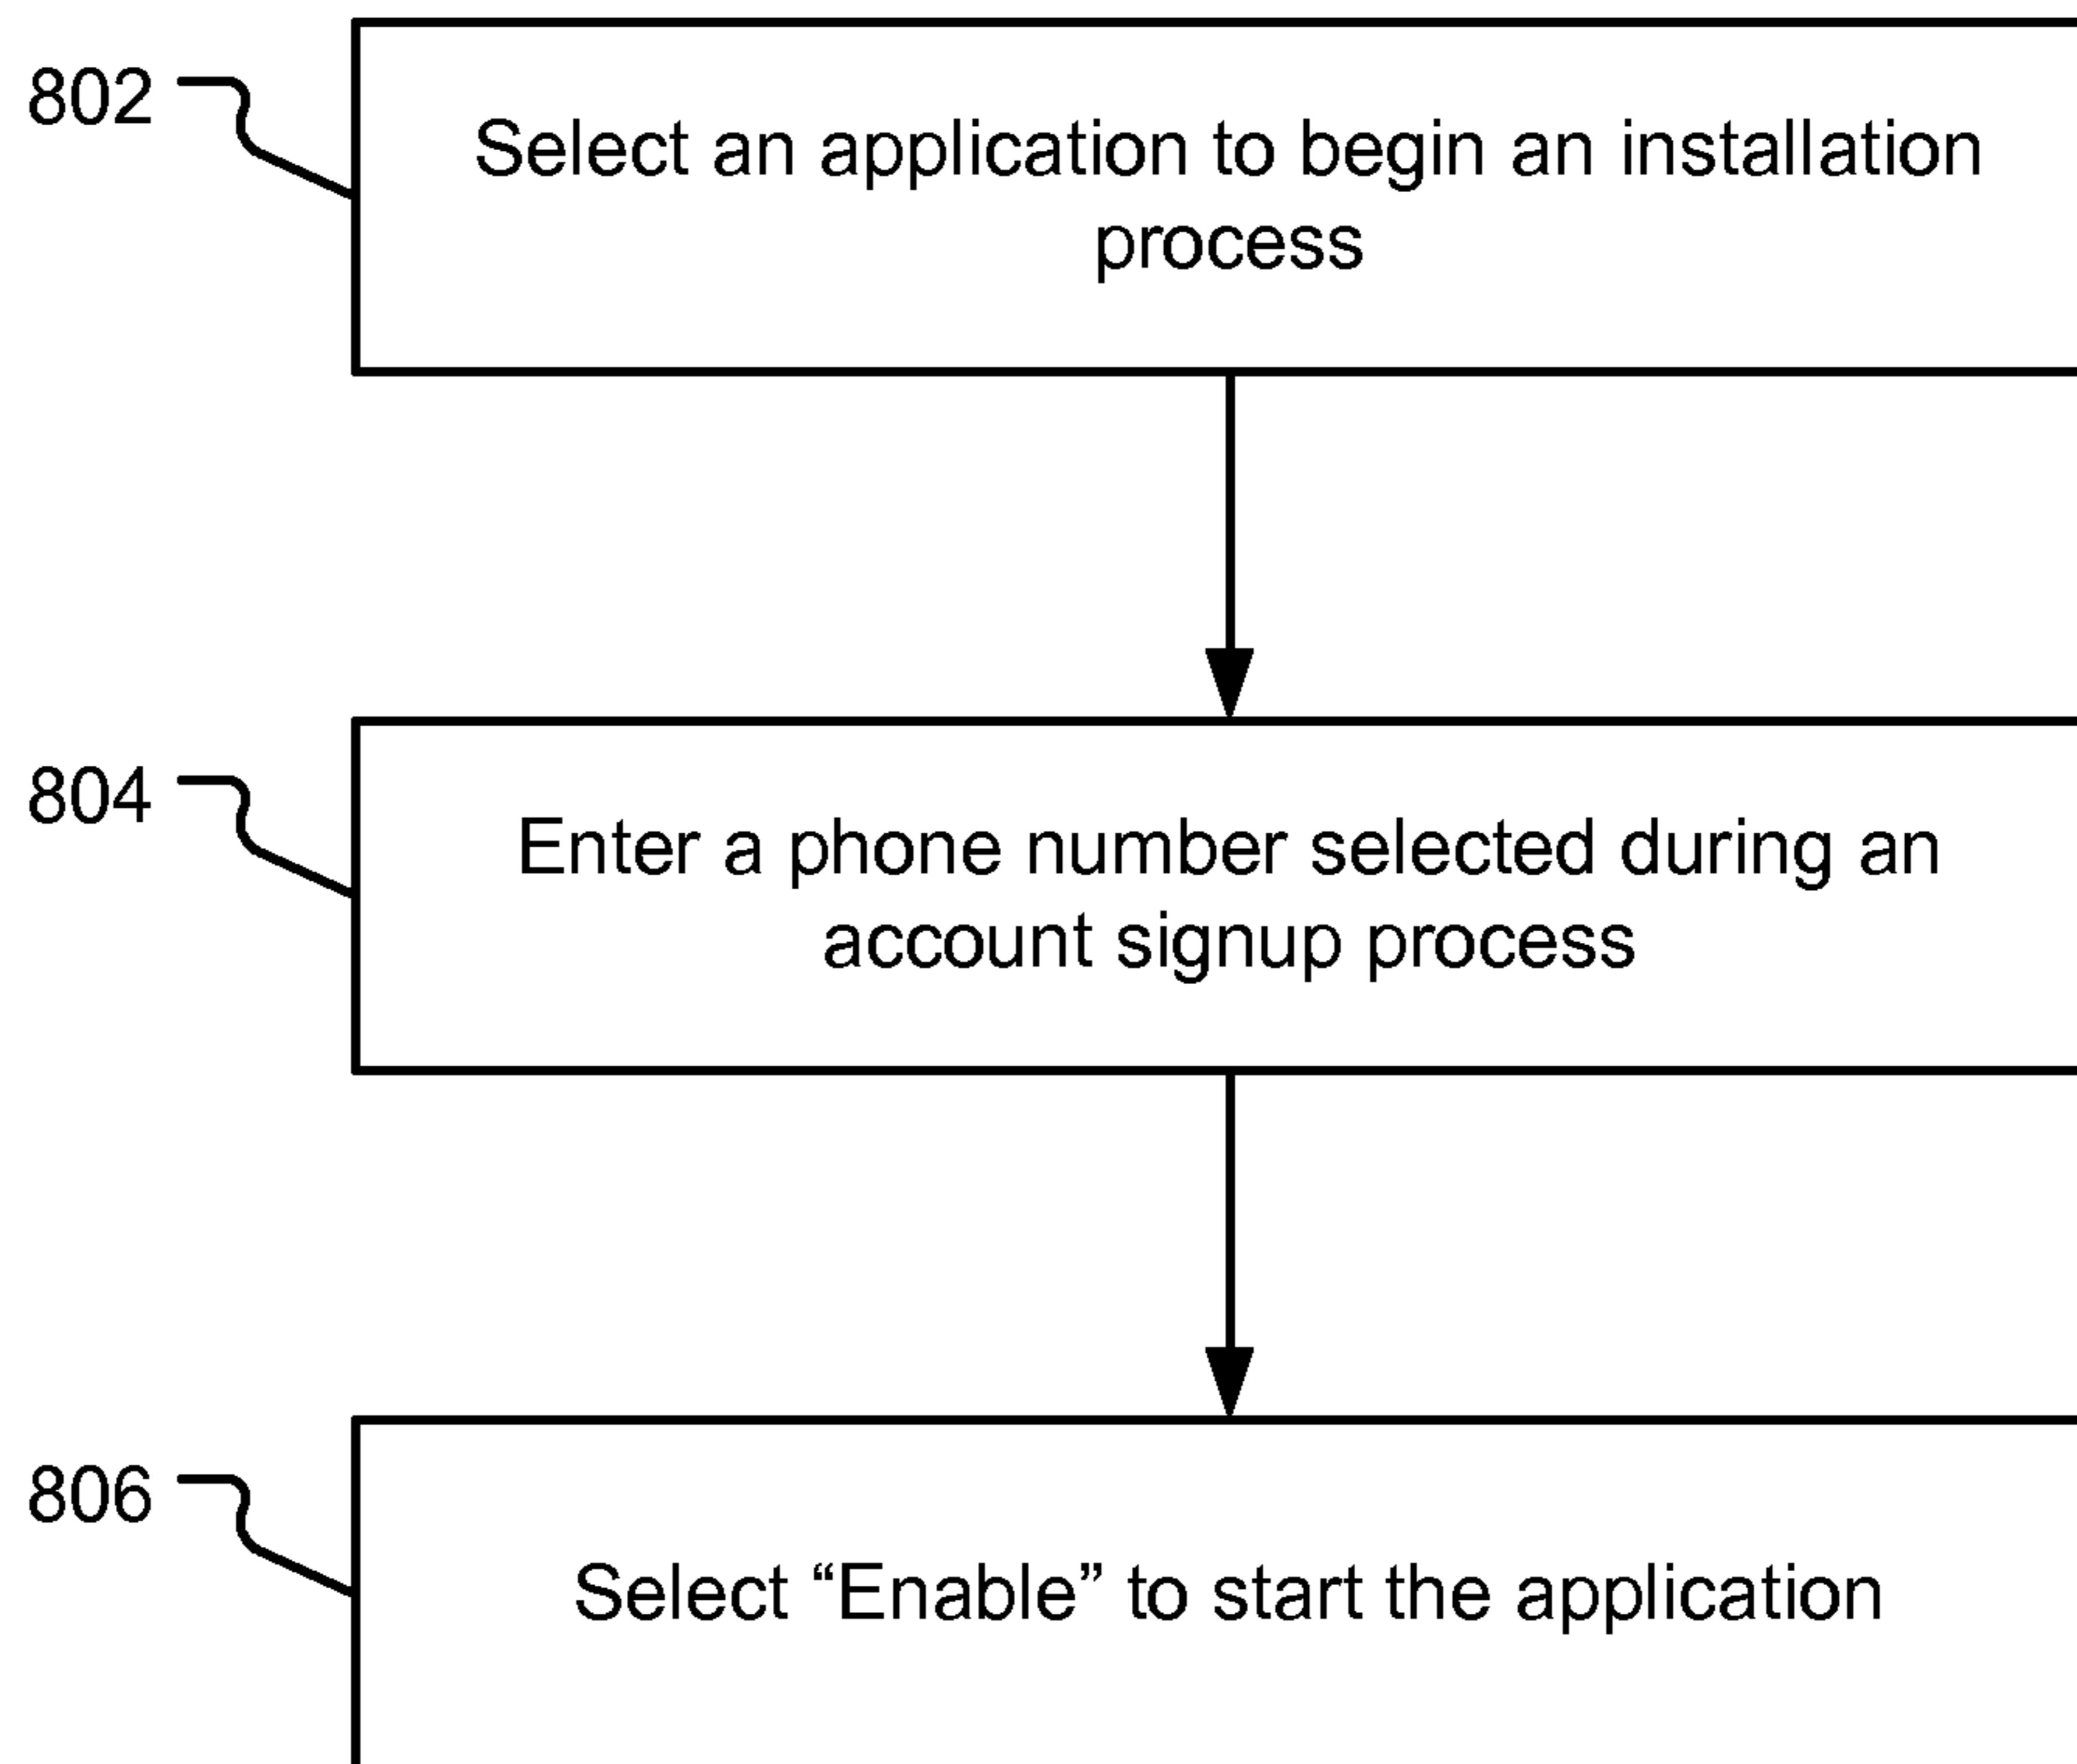 802
Select an application to begin an installation
process
804
Enter a phone number selected during an
account signup process
806
Select “Enable” to start the application